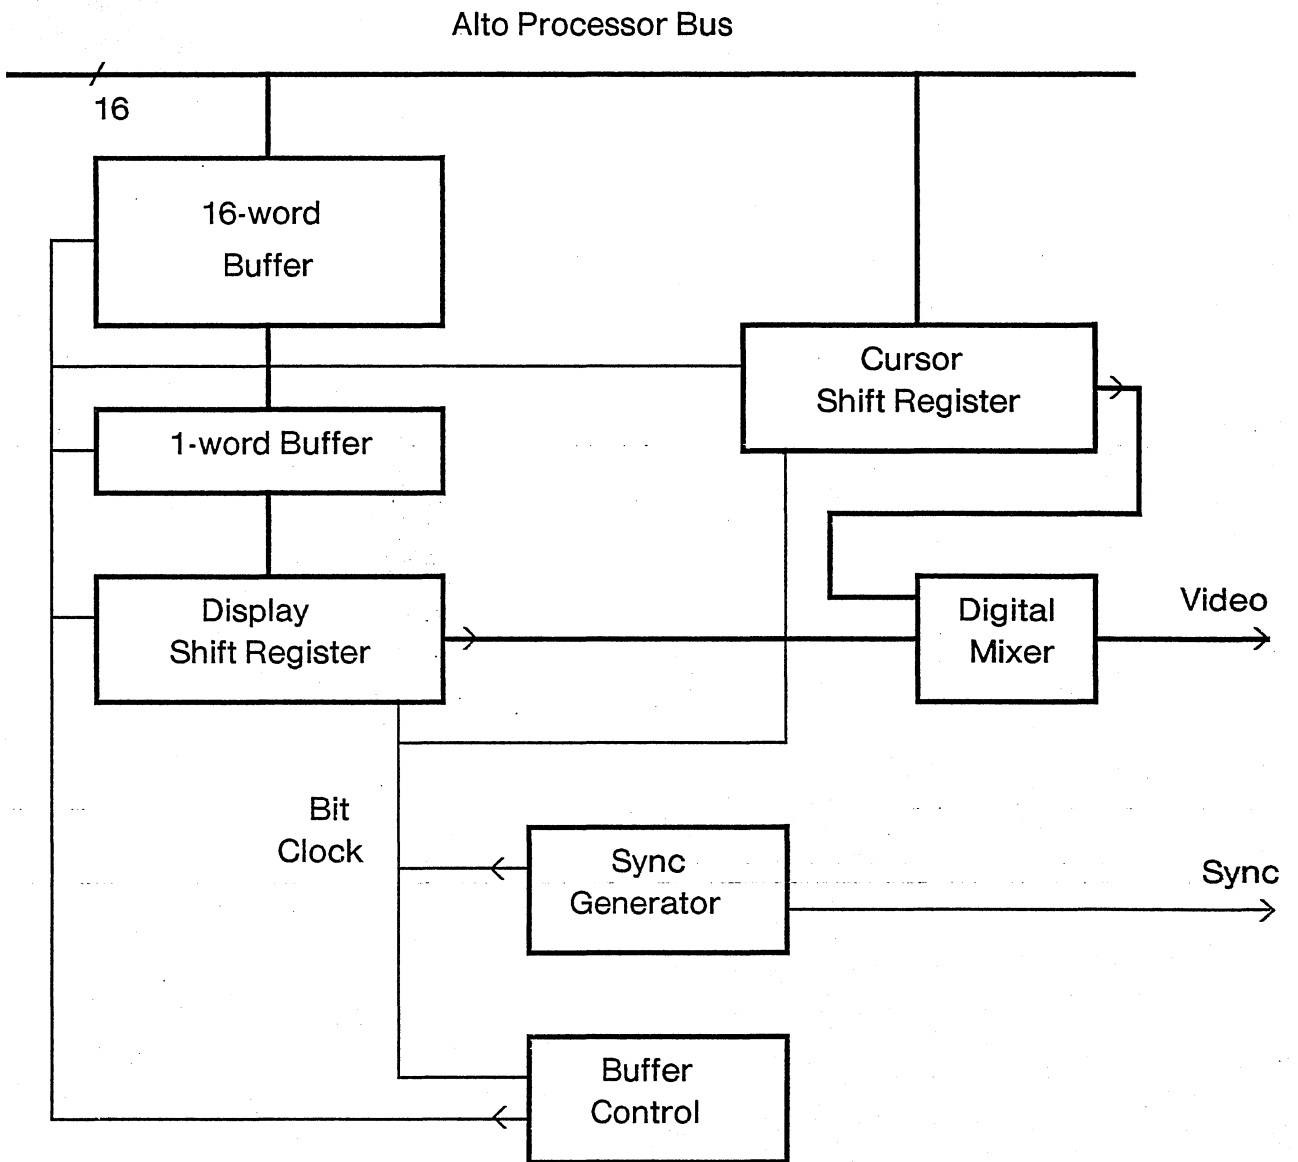 Alto Processor Bus
16
16-word
Buffer
Cursor
Shift Register
1-word Buffer
Display
Shift Register
Digital
Mixer
Video
Bit
Clock
Sync
Generator
Sync
Buffer
Control